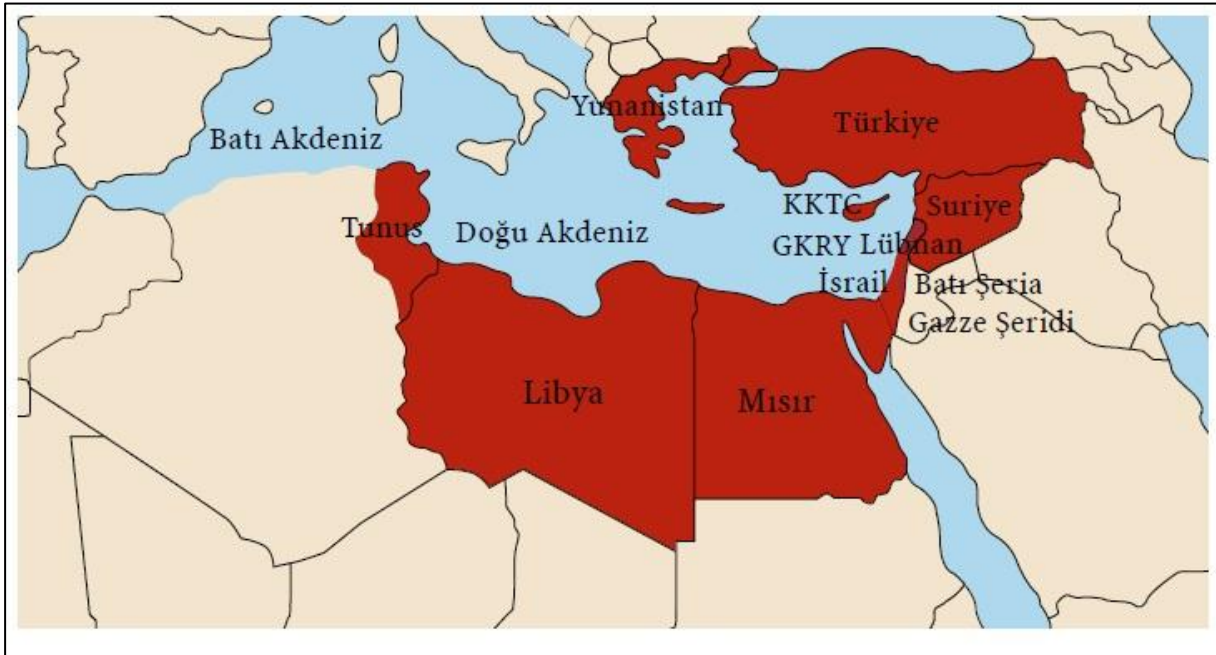 Yunanistan
Türkiye
Batı Akdeniz
Tunus
Doğu Akdeniz
KKTC
Suriye
GKRY Lübnan
İsrail
Batı Şeria
Gazze Şeridi
Libya
Mısır